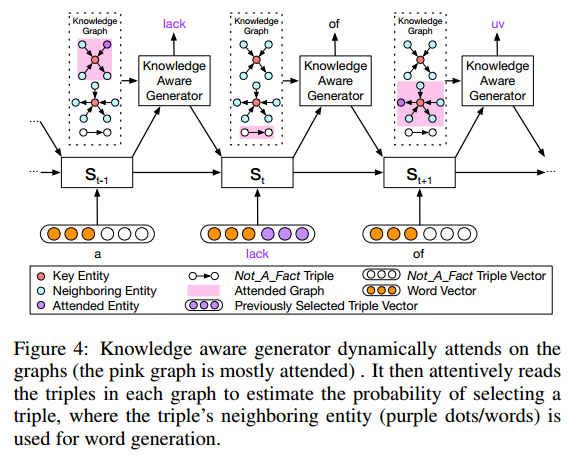 lack of uv
Knowledge Graph Knowledge Graph Knowledge Graph
Knowledge Aware Generator Knowledge Aware Generator Knowledge Aware Generator
... St-1 St St+1 ...
a lack of
Key Entity Not_A_Fact Triple Not_A_Fact Triple Vector
Neighboring Entity Attended Graph Word Vector
Attended Entity Previously Selected Triple Vector
Figure 4: Knowledge aware generator dynamically attends on the
graphs (the pink graph is mostly attended) . It then attentively reads
the triples in each graph to estimate the probability of selecting a
triple, where the triple's neighboring entity (purple dots/words) is
used for word generation.